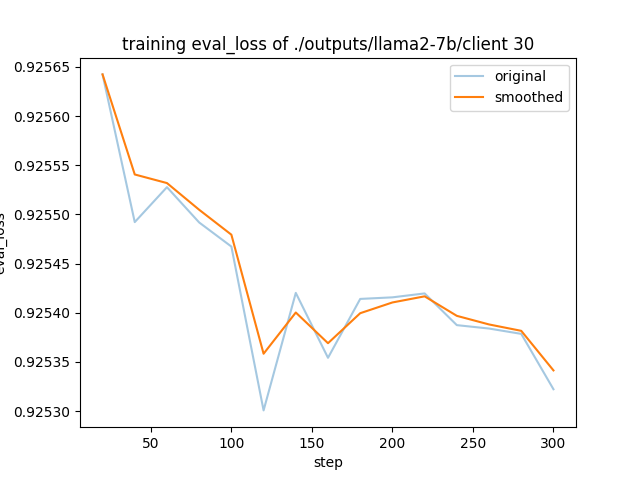 training eval_loss of ./outputs/llama2-7b/client 30
original
smoothed
0.92565
0.92560
0.92555
0.92550
0.92545
0.92540
0.92535
0.92530
eval_loss
50
100
150
200
250
300
step